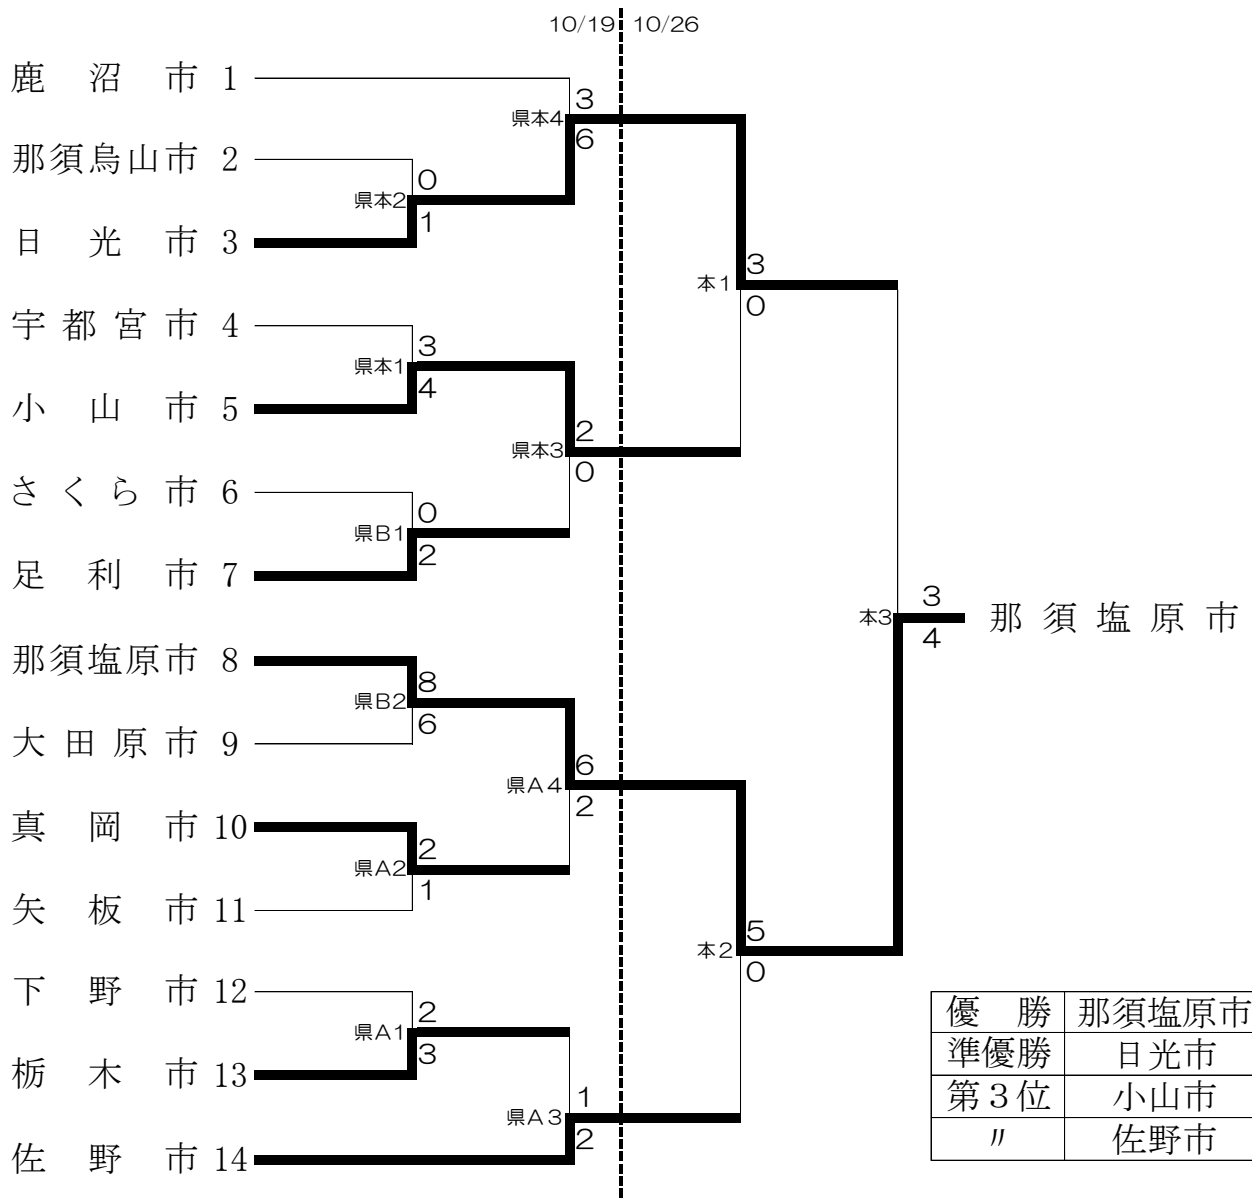 10/19 10/26
鹿沼市 1
3
県本4
6
那須烏山市 2
0
県本2
1
日光市 3
3
本1
0
宇都宮市 4
3
県本1
4
小山市 5
2
県本3
0
さくら市 6
0
県B1
2
足利市 7
3
本3
4
那須塩原市
那須塩原市 8
8
県B2
6
大田原市 9
6
県A4
2
真岡市 10
2
県A2
1
矢板市 11
5
本2
0
下野市 12
2
県A1
3
栃木市 13
1
県A3
2
佐野市 14
優勝 那須塩原市
準優勝 日光市
第3位 小山市
〃 佐野市